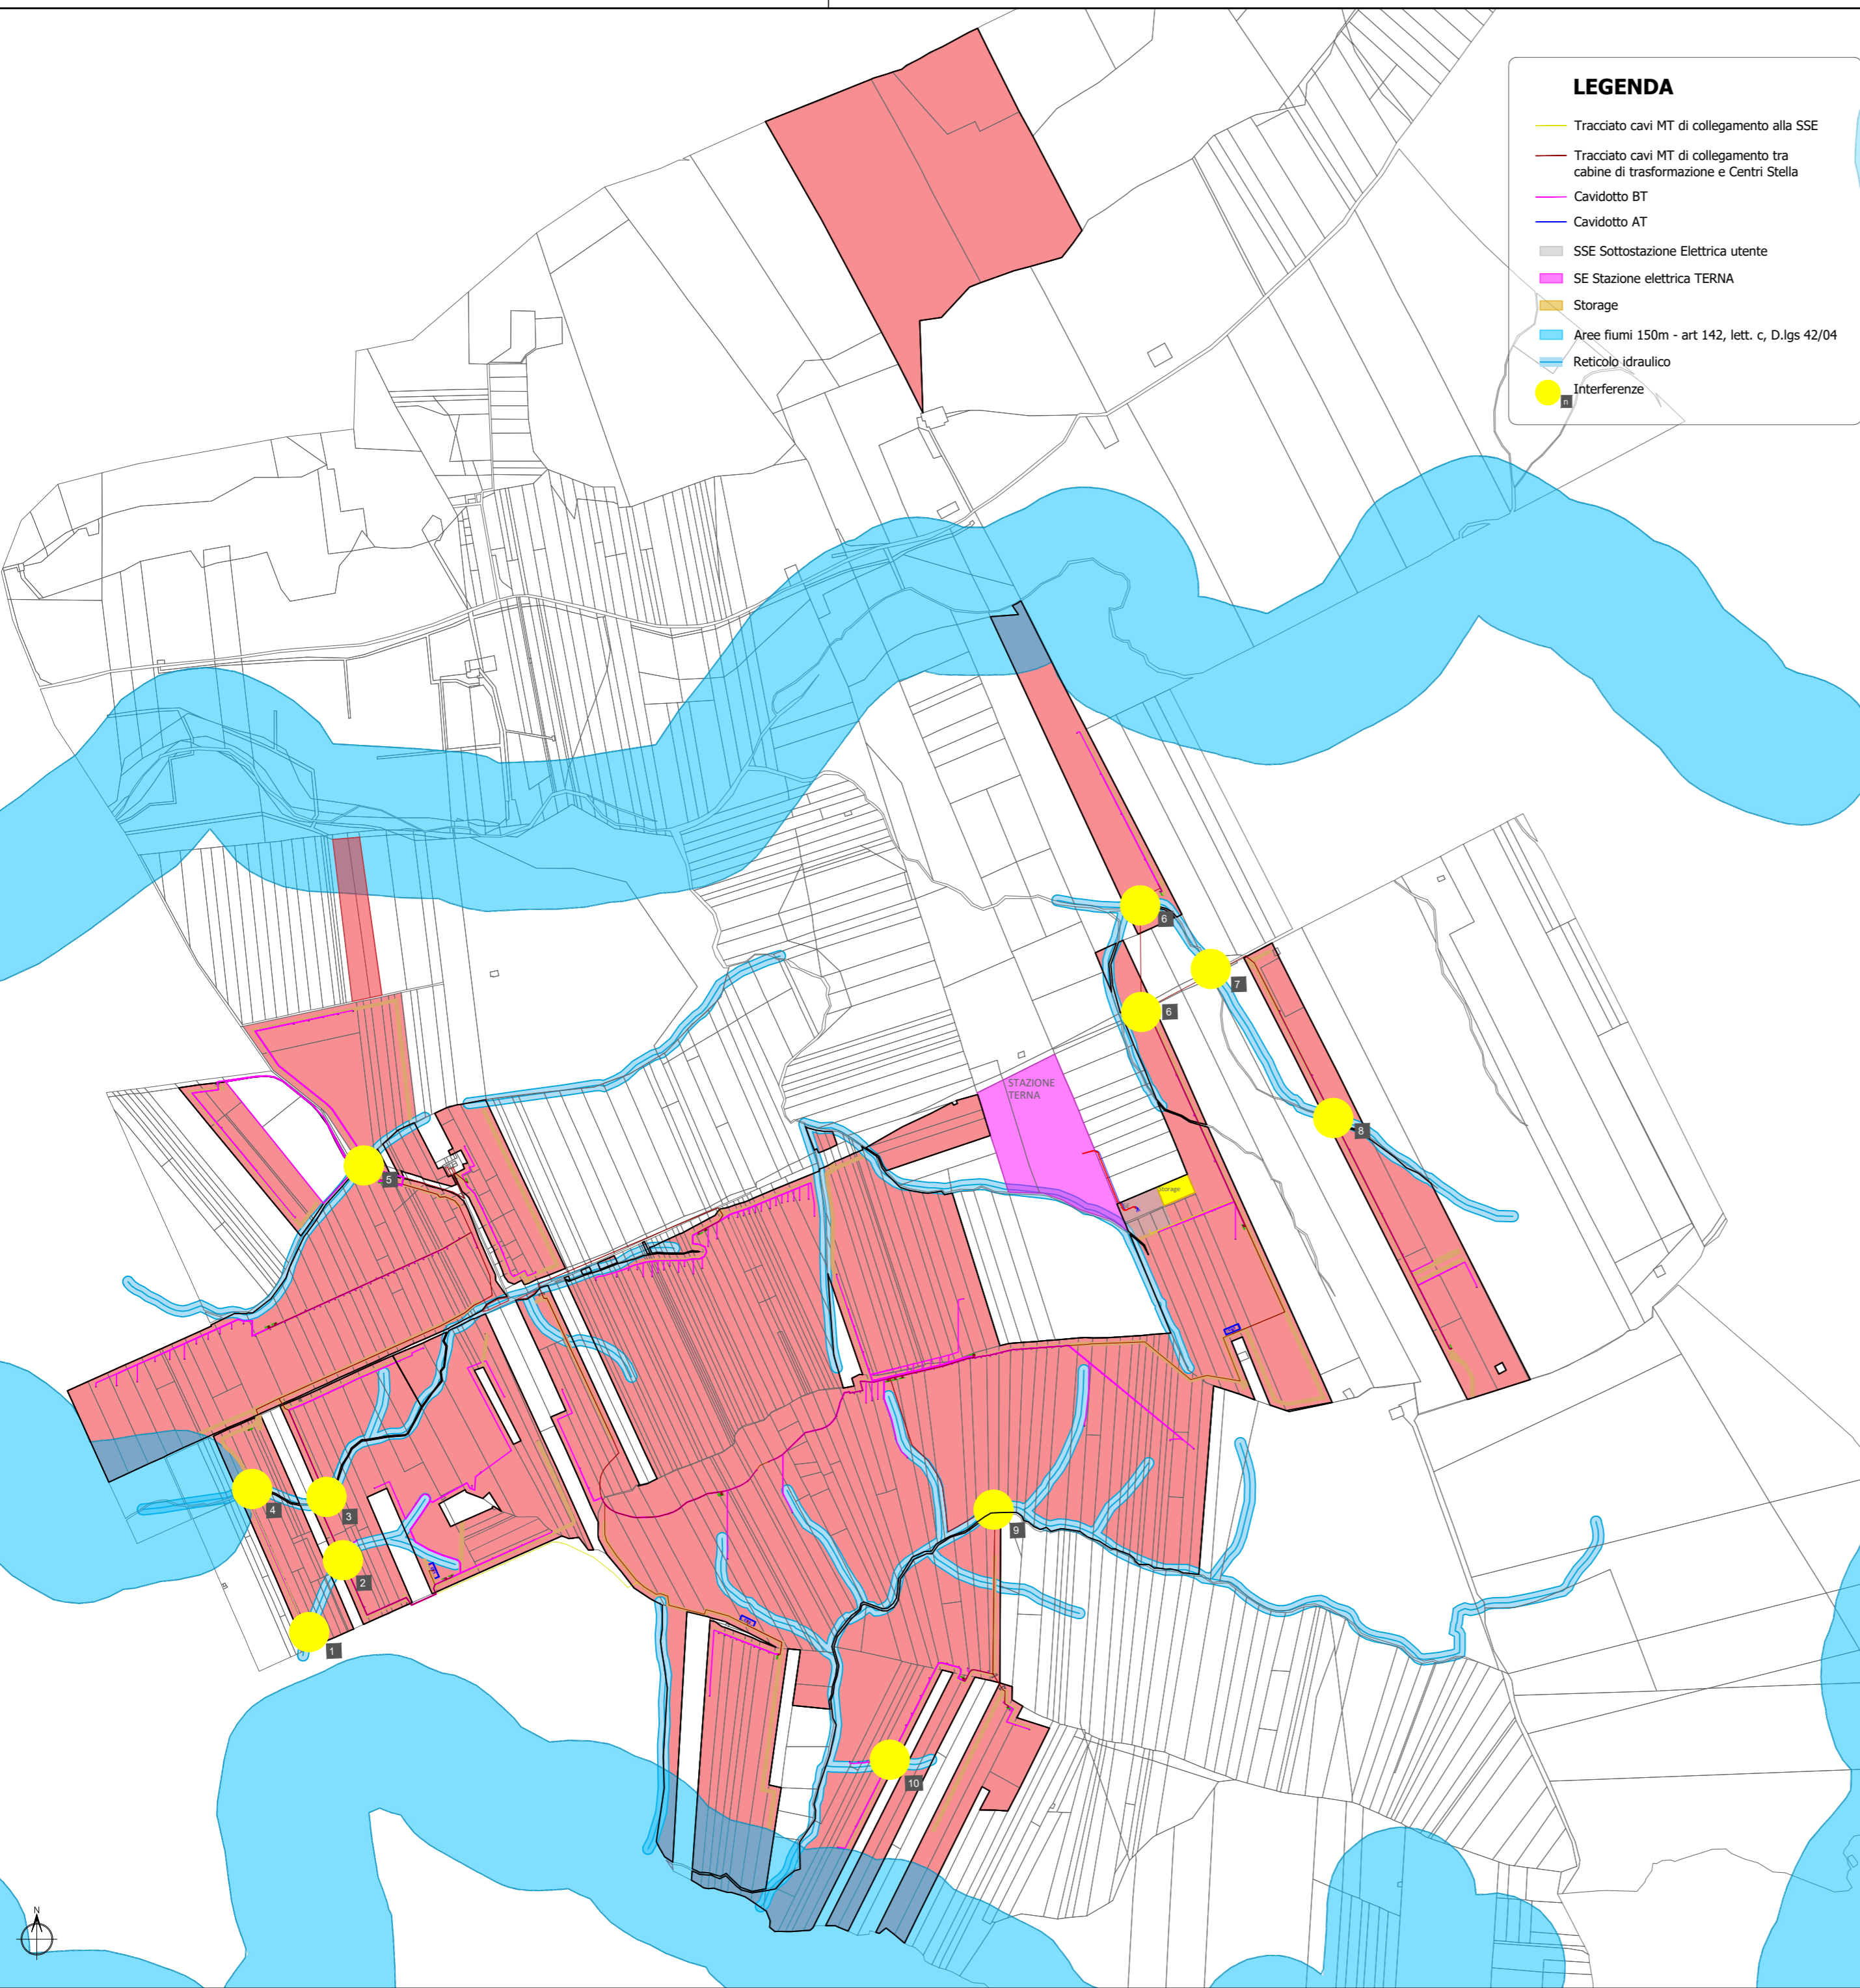 LEGENDA
Tracciato cavi MT di collegamento alla SSE
Tracciato cavi MT di collegamento tra
cabine di trasformazione e Centri Stella
Cavidotto BT
Cavidotto AT
SSE Sottostazione Elettrica utente
SE Stazione elettrica TERNA
Storage
Aree fiumi 150m - art 142, lett. c, D.lgs 42/04
Reticolo idraulico
Interferenze
n
6
7
6
STAZIONE
TERNA
8
5
storage
4
3
9
2
1
10
N